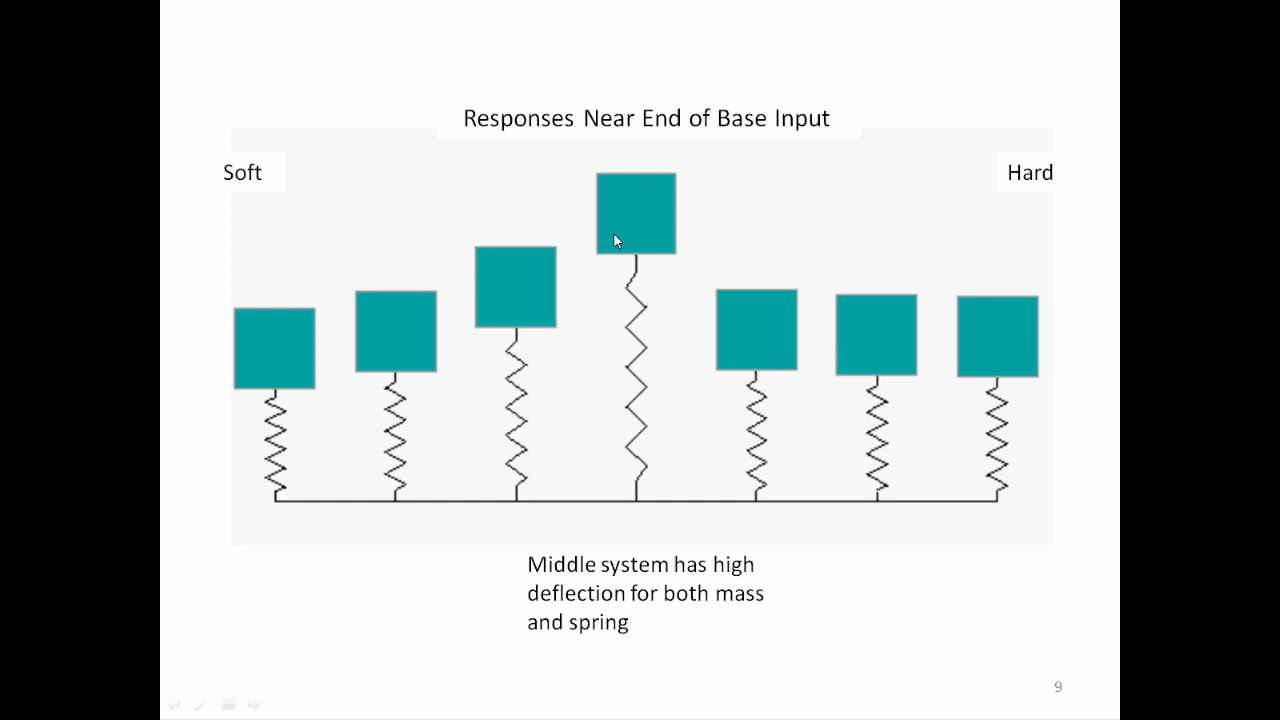 Responses Near End of Base Input
Soft
Hard
Middle system has high
deflection for both mass
and spring
9